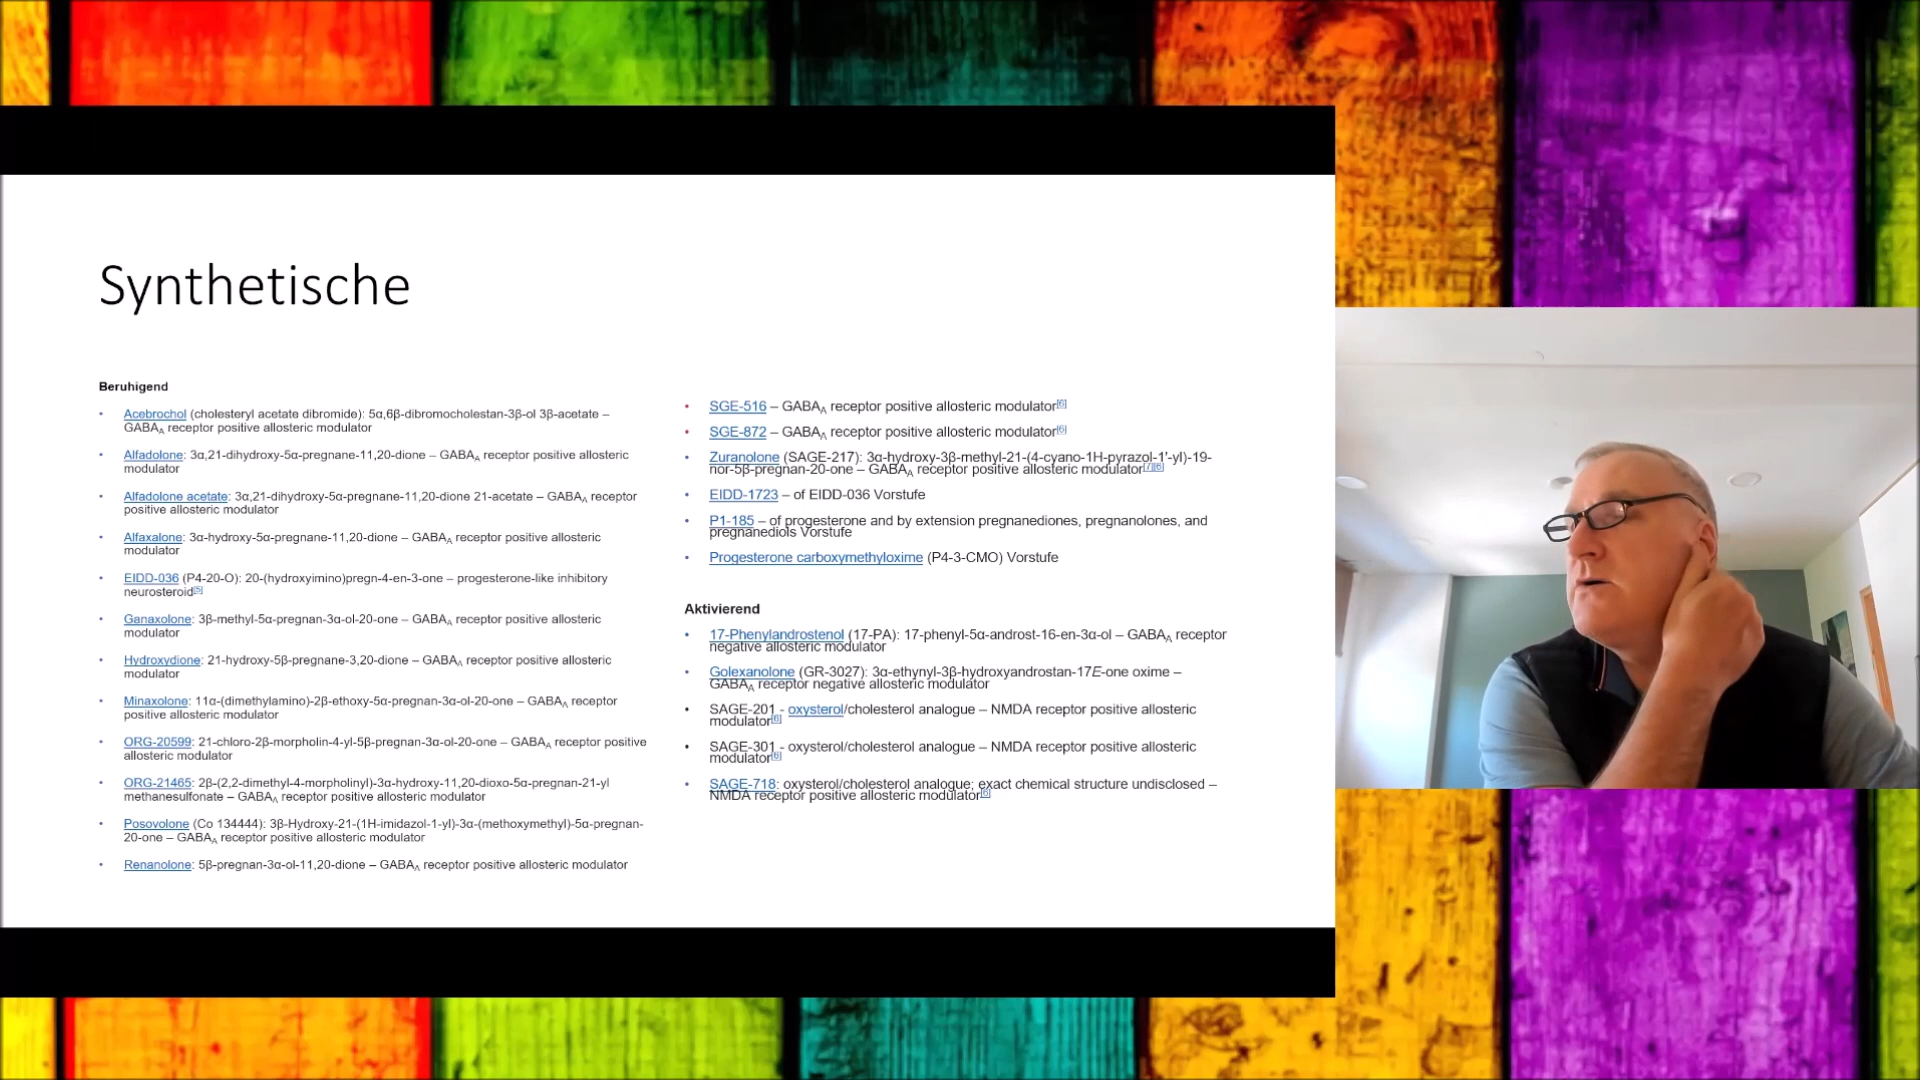 Synthetische
Beruhigend
• Acebrochol (cholesteryl acetate dibromide): 5α,6β-dibromocholestan-3β-ol 3β-acetate –
GABAA receptor positive allosteric modulator
• Alfadolone: 3α,21-dihydroxy-5α-pregnane-11,20-dione – GABAA receptor positive allosteric
modulator
• Alfadolone acetate: 3α,21-dihydroxy-5α-pregnane-11,20-dione 21-acetate – GABAA receptor
positive allosteric modulator
• Alfaxalone: 3α-hydroxy-5α-pregnane-11,20-dione – GABAA receptor positive allosteric
modulator
• EIDD-036 (P4-20-O): 20-(hydroxyimino)pregn-4-en-3-one – progesterone-like inhibitory
neurosteroid[5]
• Ganaxolone: 3β-methyl-5α-pregnan-3α-ol-20-one – GABAA receptor positive allosteric
modulator
• Hydroxydione: 21-hydroxy-5β-pregnane-3,20-dione – GABAA receptor positive allosteric
modulator
• Minaxolone: 11α-(dimethylamino)-2β-ethoxy-5α-pregnan-3α-ol-20-one – GABAA receptor
positive allosteric modulator
• ORG-20599: 21-chloro-2β-morpholin-4-yl-5β-pregnan-3α-ol-20-one – GABAA receptor positive
allosteric modulator
• ORG-21465: 2β-(2,2-dimethyl-4-morpholinyl)-3α-hydroxy-11,20-dioxo-5α-pregnan-21-yl
methanesulfonate – GABAA receptor positive allosteric modulator
• Posovolone (Co 134444): 3β-Hydroxy-21-(1H-imidazol-1-yl)-3α-(methoxymethyl)-5α-pregnan-
20-one – GABAA receptor positive allosteric modulator
• Renanolone: 5β-pregnan-3α-ol-11,20-dione – GABAA receptor positive allosteric modulator
• SGE-516 – GABAA receptor positive allosteric modulator[6]
• SGE-872 – GABAA receptor positive allosteric modulator[6]
• Zuranolone (SAGE-217): 3α-hydroxy-3β-methyl-21-(4-cyano-1H-pyrazol-1'-yl)-19-
nor-5β-pregnan-20-one – GABAA receptor positive allosteric modulator[7][6]
• EIDD-1723 – of EIDD-036 Vorstufe
• P1-185 – of progesterone and by extension pregnanediones, pregnanolones, and
pregnanediols Vorstufe
• Progesterone carboxymethyloxime (P4-3-CMO) Vorstufe
Aktivierend
• 17-Phenylandrostenol (17-PA): 17-phenyl-5α-androst-16-en-3α-ol – GABAA receptor
negative allosteric modulator
• Golexanolone (GR-3027): 3α-ethynyl-3β-hydroxyandrostan-17E-one oxime –
GABAA receptor negative allosteric modulator
• SAGE-201 - oxysterol/cholesterol analogue – NMDA receptor positive allosteric
modulator[6]
• SAGE-301 - oxysterol/cholesterol analogue – NMDA receptor positive allosteric
modulator[6]
• SAGE-718: oxysterol/cholesterol analogue; exact chemical structure undisclosed –
NMDA receptor positive allosteric modulator[6]